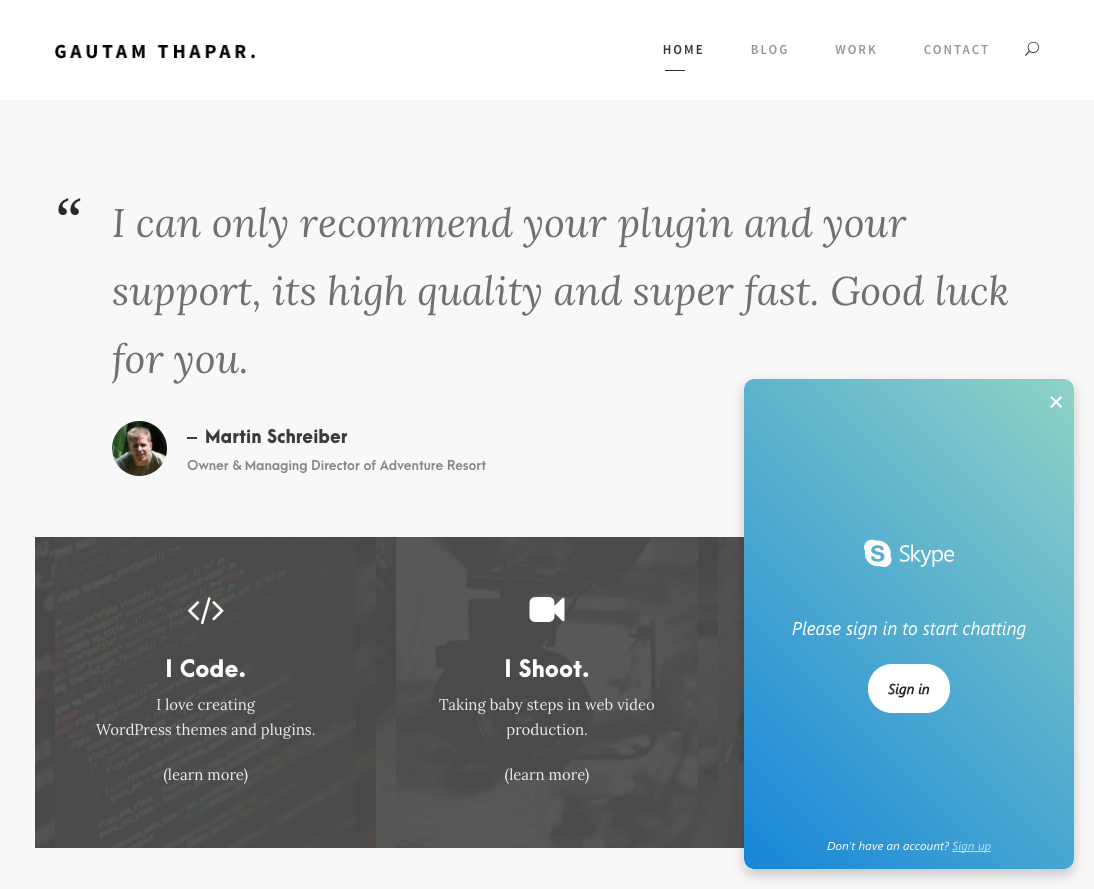 GAUTAM THAPAR.
HOME BLOG WORK CONTACT
“ I can only recommend your plugin and your
support, its high quality and super fast. Good luck
for you.
– Martin Schreiber
Owner & Managing Director of Adventure Resort
I Code.
I love creating
WordPress themes and plugins.
(learn more)
I Shoot.
Taking baby steps in web video
production.
(learn more)
Skype
Please sign in to start chatting
Sign in
Don't have an account? Sign up